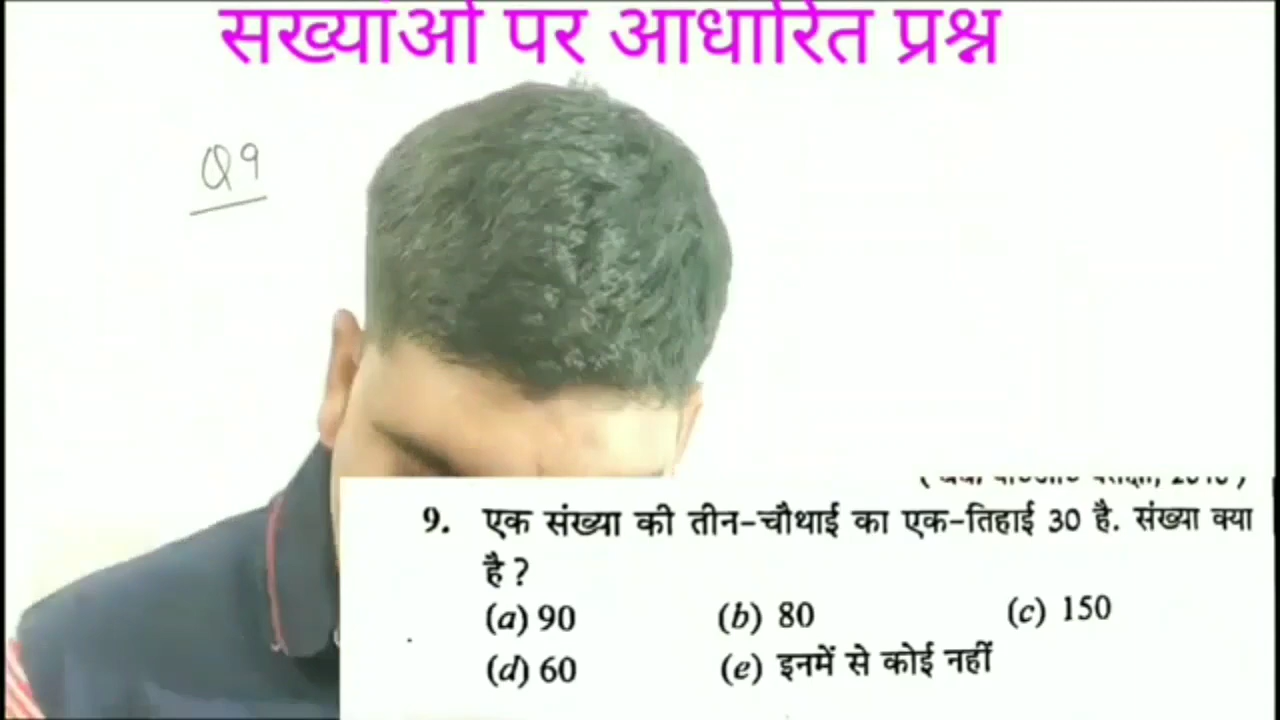 सख्याओ पर आधारित प्रश्न
Q9
9. एक संख्या की तीन-चौथाई का एक-तिहाई 30 है. संख्या क्या
है ?
(a) 90 (b) 80 (c) 150
(d) 60 (e) इनमें से कोई नहीं